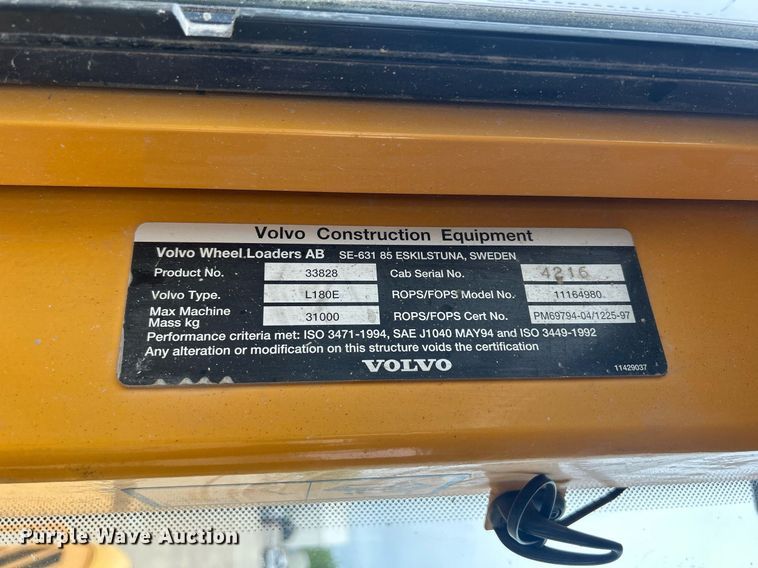 Volvo Construction Equipment
Volvo Wheel Loaders AB SE-631 85 ESKILSTUNA, SWEDEN
Product No. 33828 Cab Serial No. 4216
Volvo Type. L180E ROPS/FOPS Model No. 11164980
Max Machine Mass kg 31000 ROPS/FOPS Cert No. PM69794-04/1225-97
Performance criteria met: ISO 3471-1994, SAE J1040 MAY94 and ISO 3449-1992
Any alteration or modification on this structure voids the certification
VOLVO
11429037
Purple Wave Auction